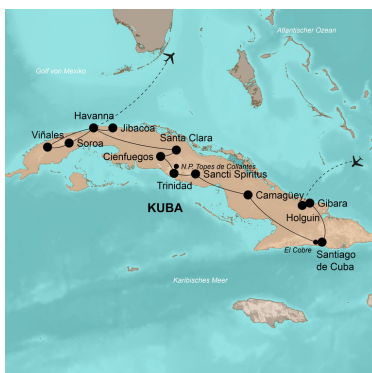 Atlantischer Ozean
Golf von Mexiko
Havanna
Jibacoa
Viñales
Soroa
Santa Clara
Cienfuegos
N.P. Topes de Collantes
Trinidad
Sancti Spiritus
KUBA
Camagüey
Gibara
Holguin
El Cobre
Santiago
de Cuba
Karibisches Meer